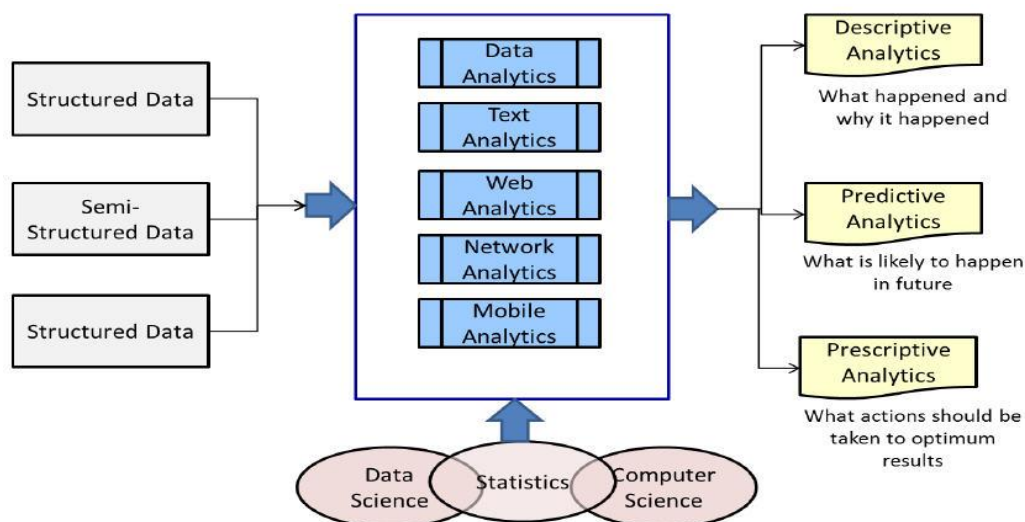 Structured Data
Semi-
Structured Data
Structured Data
Data
Analytics
Text
Analytics
Web
Analytics
Network
Analytics
Mobile
Analytics
Data
Science
Statistics
Computer
Science
Descriptive
Analytics
What happened and
why it happened
Predictive
Analytics
What is likely to happen
in future
Prescriptive
Analytics
What actions should be
taken to optimum
results